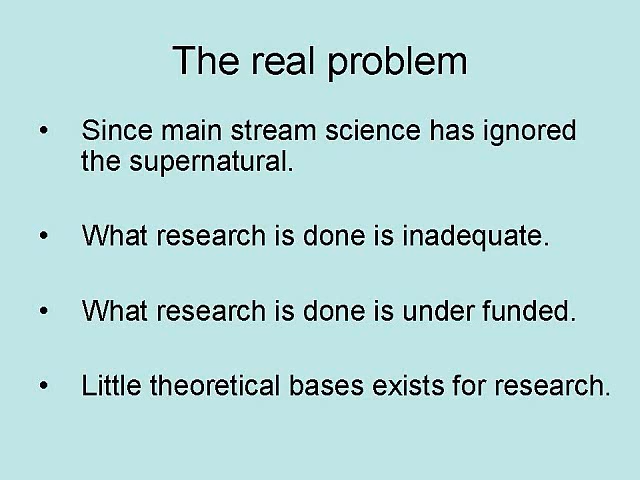 The real problem
• Since main stream science has ignored
the supernatural.
• What research is done is inadequate.
• What research is done is under funded.
• Little theoretical bases exists for research.